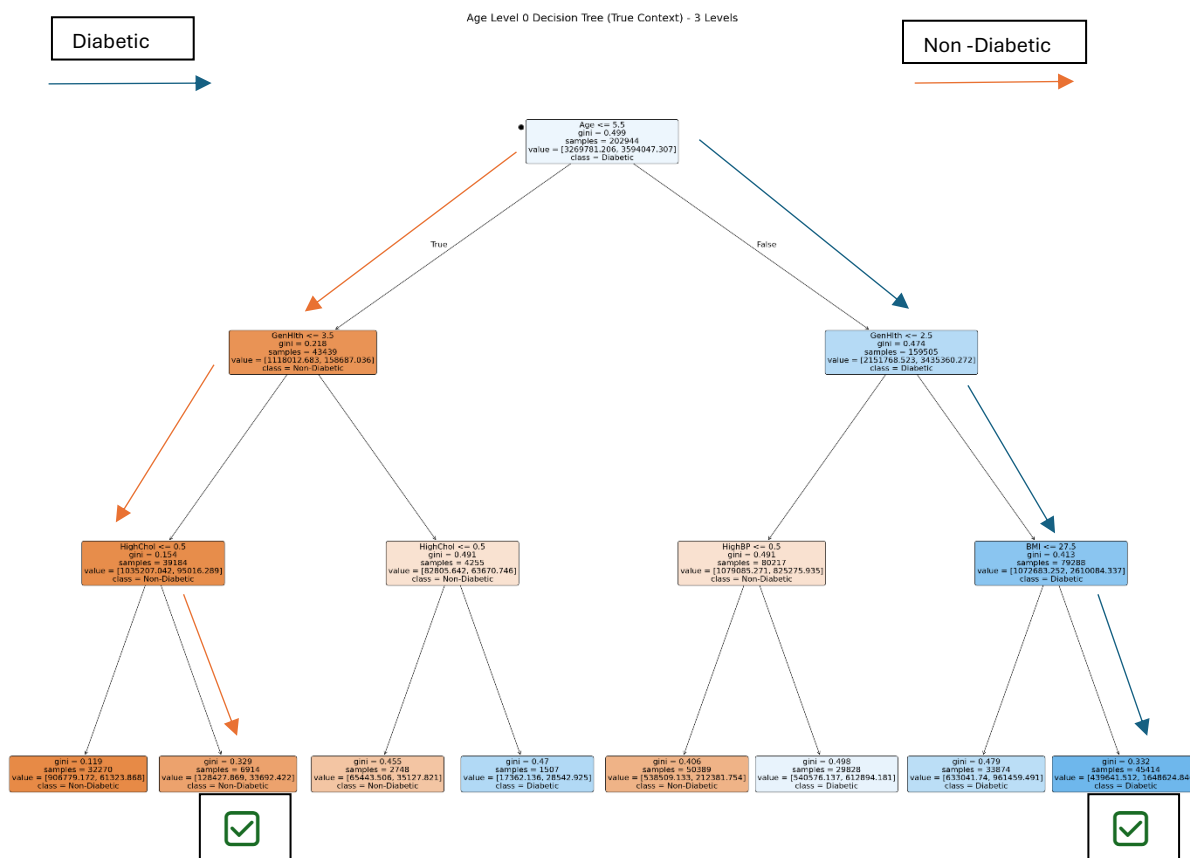 Age Level 0 Decision Tree (True Context) - 3 Levels
Diabetic
Non -Diabetic
Age <= 5.5
gini = 0.499
samples = 202944
value = [3269781.206, 3594047.307]
class = Diabetic
True
False
GenHlth <= 3.5
gini = 0.218
samples = 43439
value = [1118012.683, 158687.036]
class = Non-Diabetic
GenHlth <= 2.5
gini = 0.474
samples = 159505
value = [2151768.523, 3435360.272]
class = Diabetic
HighChol <= 0.5
gini = 0.154
samples = 39184
value = [1035207.042, 95016.289]
class = Non-Diabetic
HighChol <= 0.5
gini = 0.491
samples = 4255
value = [82805.642, 63670.746]
class = Non-Diabetic
HighBP <= 0.5
gini = 0.491
samples = 80217
value = [1079085.271, 825275.935]
class = Non-Diabetic
BMI <= 27.5
gini = 0.413
samples = 79288
value = [1072683.252, 2610084.337]
class = Diabetic
gini = 0.119
samples = 32270
value = [906779.172, 61323.868]
class = Non-Diabetic
gini = 0.329
samples = 6914
value = [128427.869, 33692.422]
class = Non-Diabetic
gini = 0.455
samples = 2748
value = [65443.506, 35127.821]
class = Non-Diabetic
gini = 0.47
samples = 1507
value = [17362.136, 28542.925]
class = Diabetic
gini = 0.406
samples = 50389
value = [538509.133, 212381.754]
class = Non-Diabetic
gini = 0.498
samples = 29828
value = [540576.137, 612894.181]
class = Diabetic
gini = 0.479
samples = 33874
value = [633041.74, 961459.491]
class = Diabetic
gini = 0.332
samples = 45414
value = [439641.512, 1648624.84
class = Diabetic